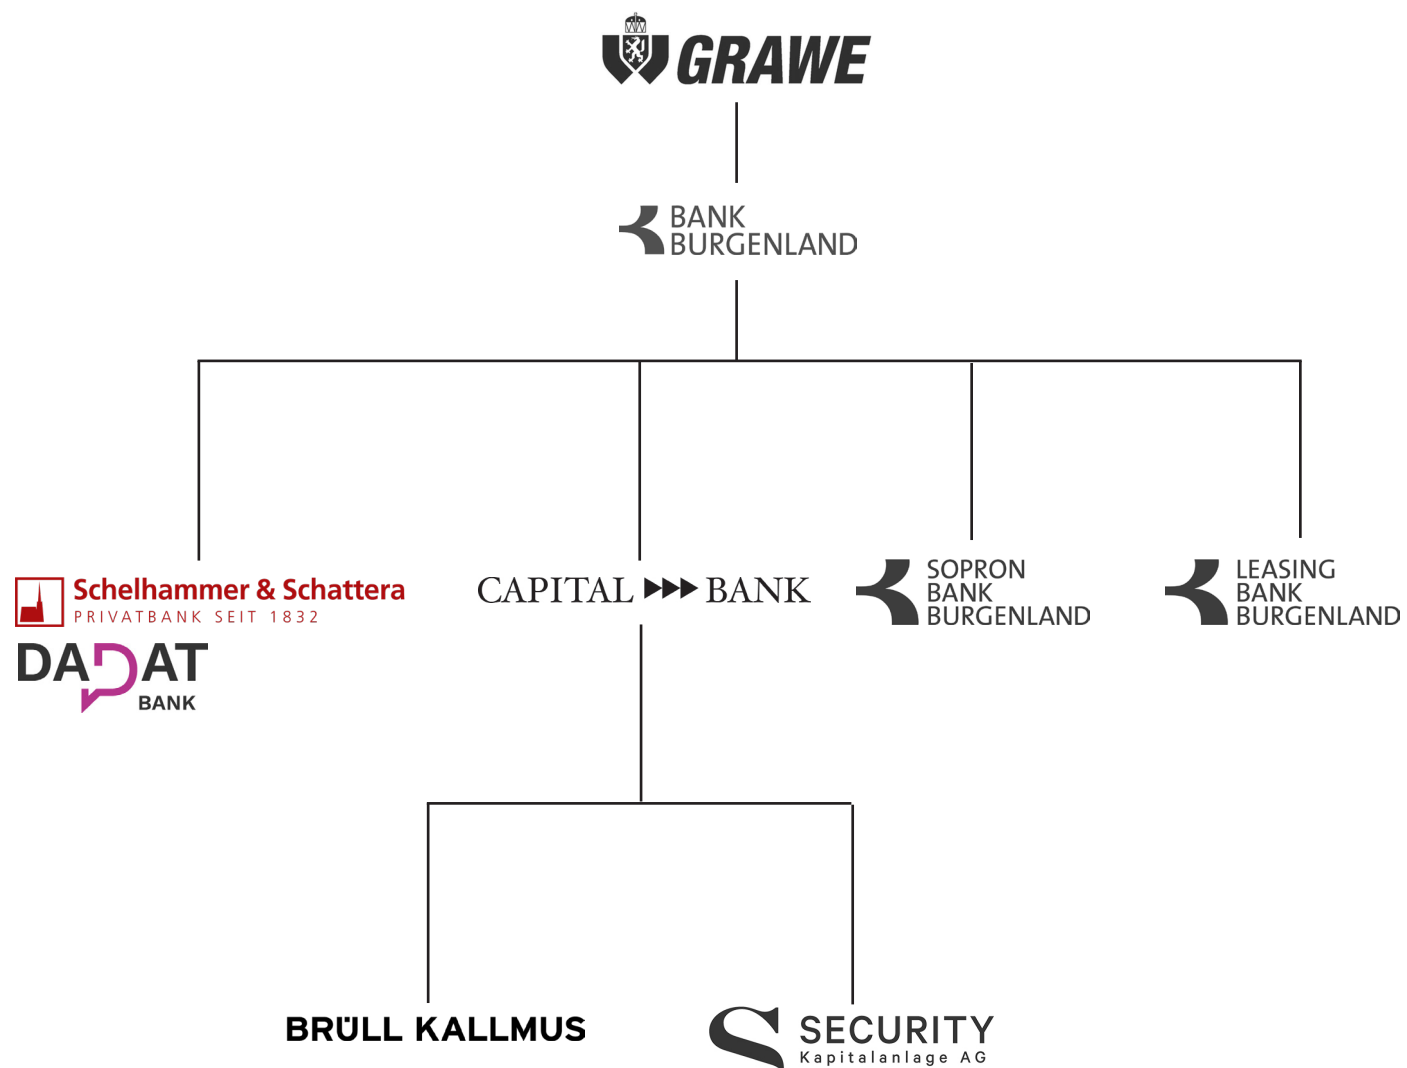 GRAWE
BANK
BURGENLAND
Schelhammer & Schattera
PRIVATBANK SEIT 1832
DADAT
BANK
CAPITAL BANK
SOPRON
BANK
BURGENLAND
LEASING
BANK
BURGENLAND
BRÜLL KALLMUS
SECURITY
Kapitalanlage AG